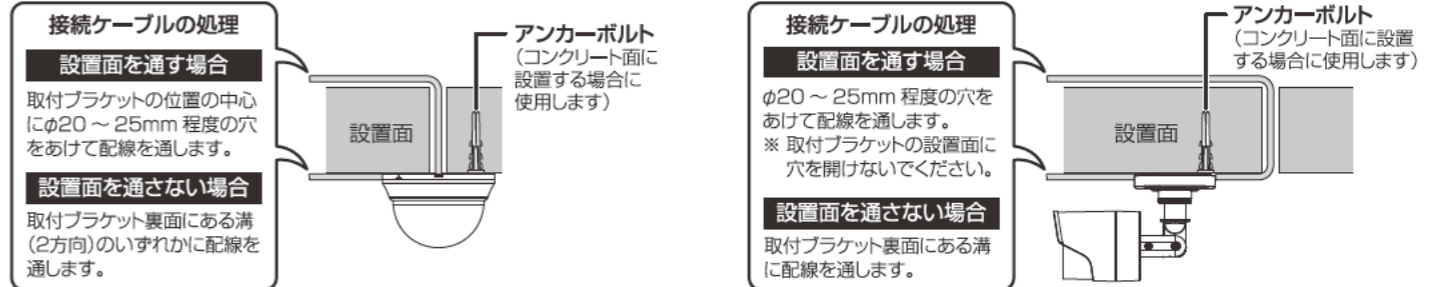 接続ケーブルの処理
設置面を通す場合
取付ブラケットの位置の中心
にφ20 ～ 25mm 程度の穴
をあけて配線を通します。
設置面を通さない場合
取付ブラケット裏面にある溝
（2方向）のいずれかに配線を
通します。
設置面
アンカーボルト
（コンクリート面に
設置する場合に
使用します）
接続ケーブルの処理
設置面を通す場合
φ20 ～ 25mm 程度の穴を
あけて配線を通します。
※ 取付ブラケットの設置面に
穴を開けないでください。
設置面を通さない場合
取付ブラケット裏面にある溝
に配線を通します。
設置面
アンカーボルト
（コンクリート面に設置
する場合に使用します）